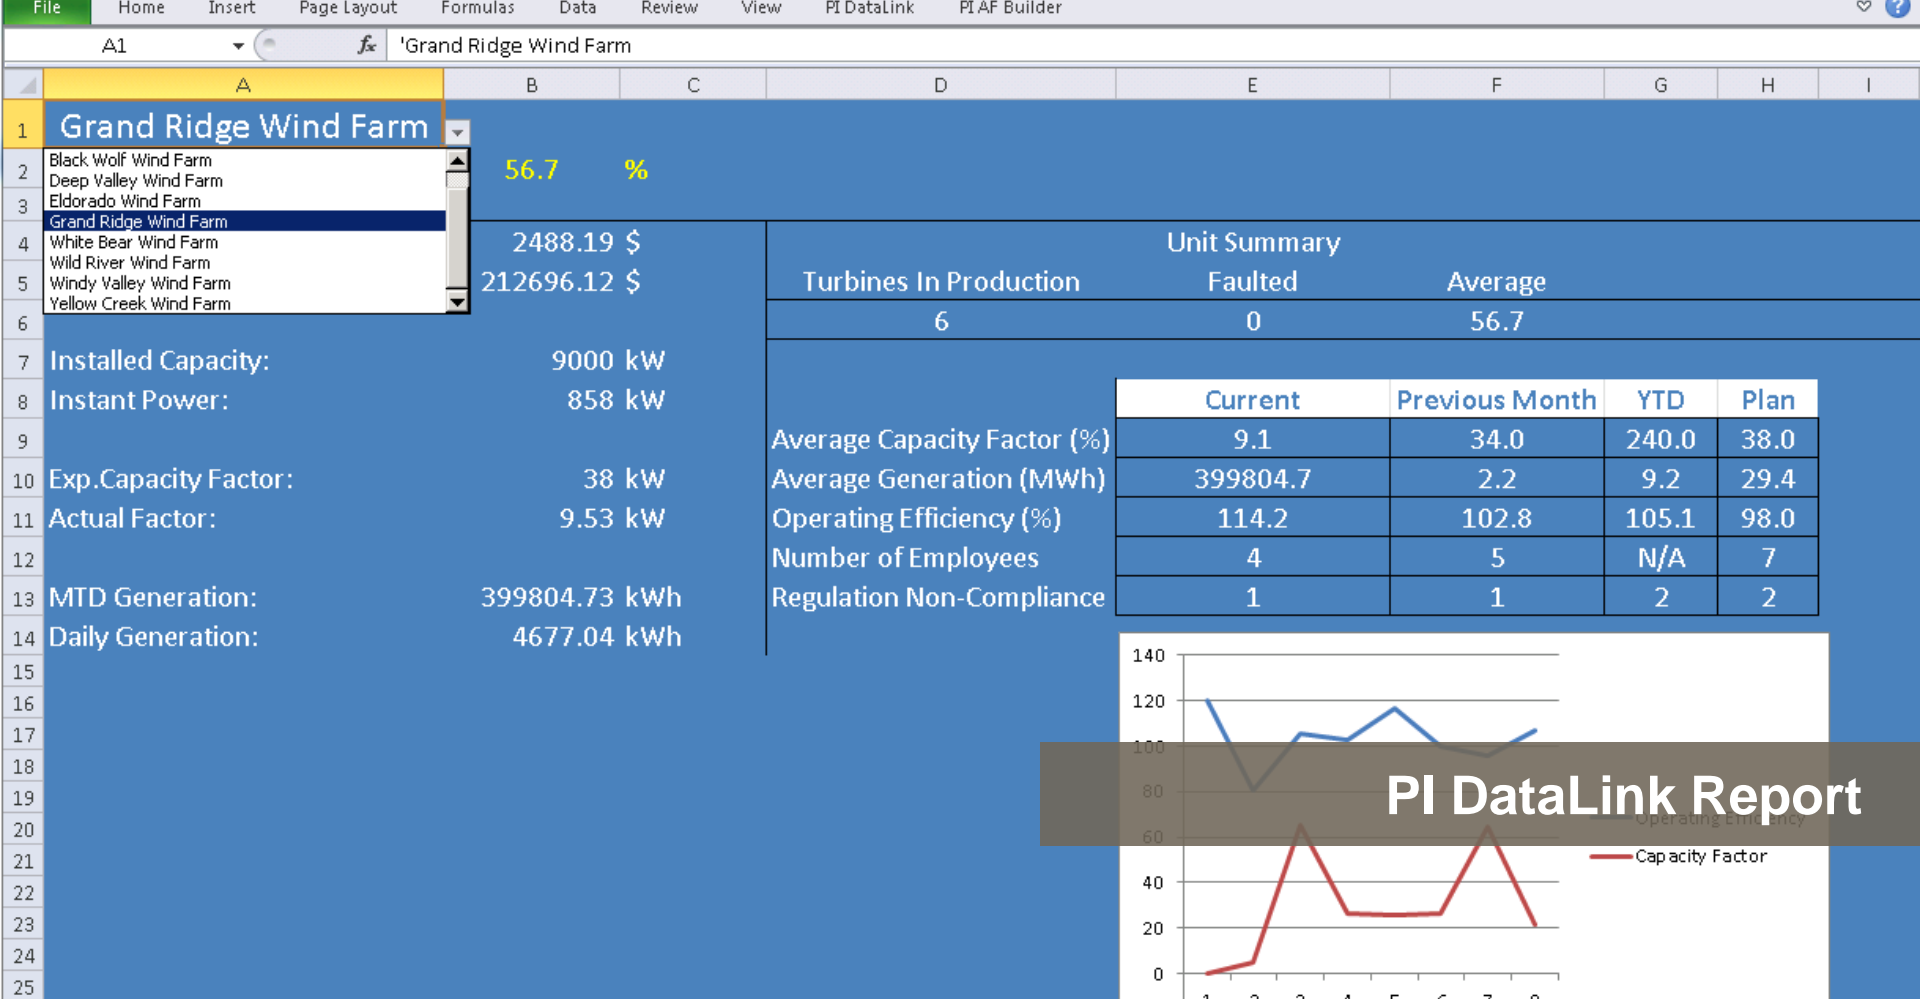 File Home Insert Page Layout Formulas Data Review View PI DataLink PI AF Builder
A1 fx 'Grand Ridge Wind Farm
A B C D E F G H I
1 Grand Ridge Wind Farm
Black Wolf Wind Farm
Deep Valley Wind Farm
Eldorado Wind Farm
Grand Ridge Wind Farm
White Bear Wind Farm
Wild River Wind Farm
Windy Valley Wind Farm
Yellow Creek Wind Farm
2 56.7 %
3
4 2488.19 $ Unit Summary
5 212696.12 $ Turbines In Production Faulted Average
6 6 0 56.7
7 Installed Capacity: 9000 kW
8 Instant Power: 858 kW Current Previous Month YTD Plan
9 Average Capacity Factor (%) 9.1 34.0 240.0 38.0
10 Exp.Capacity Factor: 38 kW Average Generation (MWh) 399804.7 2.2 9.2 29.4
11 Actual Factor: 9.53 kW Operating Efficiency (%) 114.2 102.8 105.1 98.0
12 Number of Employees 4 5 N/A 7
13 MTD Generation: 399804.73 kWh Regulation Non-Compliance 1 1 2 2
14 Daily Generation: 4677.04 kWh
15
16
17
18
19
20
21
22
23
24
25
140
120
100
80
60
40
20
0
PI DataLink Report
Operating Efficiency
Capacity Factor